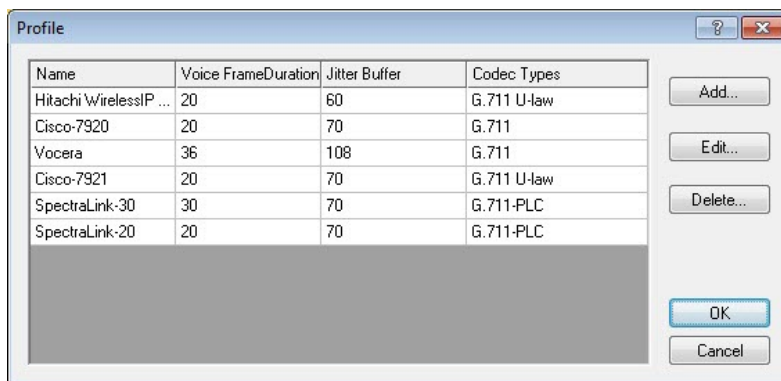 Profile
Name Voice FrameDuration Jitter Buffer Codec Types
Hitachi WirelessIP ... 20 60 G.711 U-law
Cisco-7920 20 70 G.711
Vocera 36 108 G.711
Cisco-7921 20 70 G.711 U-law
SpectraLink-30 30 70 G.711-PLC
SpectraLink-20 20 70 G.711-PLC
Add...
Edit...
Delete...
OK
Cancel